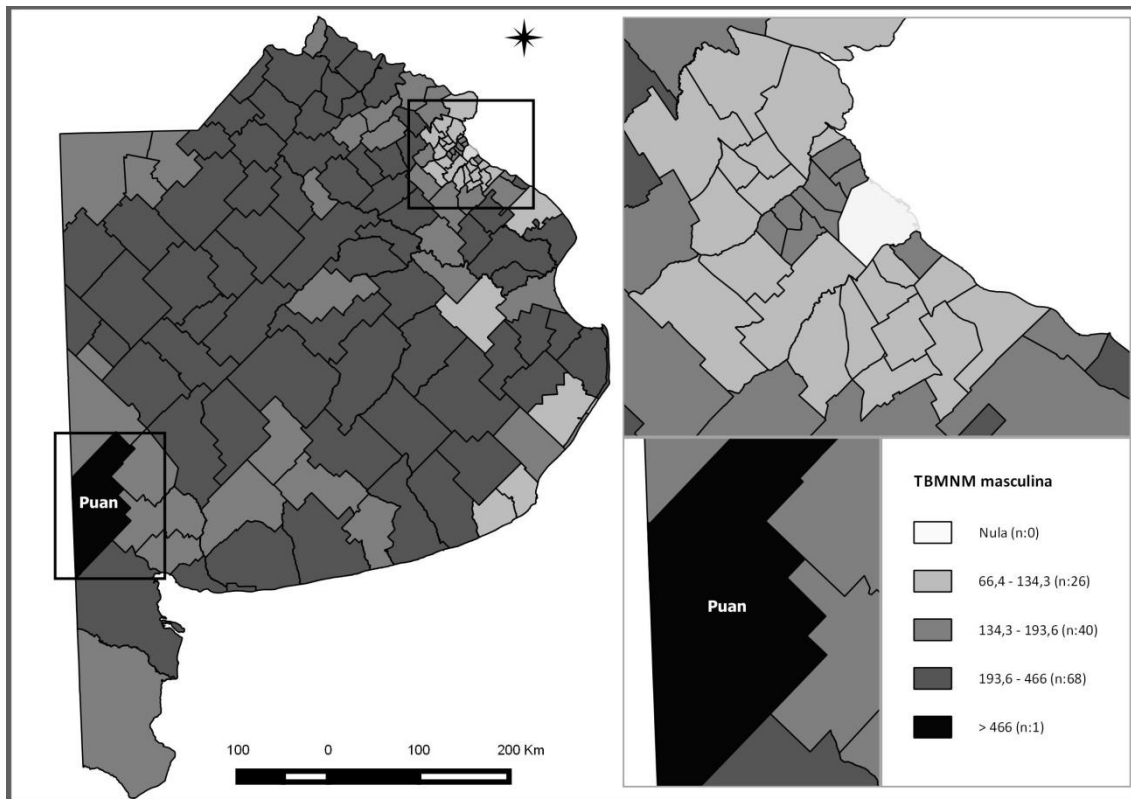 Puan
100 0 100 200 Km
Puan
TBMNM masculina
Nula (n:0)
66,4 - 134,3 (n:26)
134,3 - 193,6 (n:40)
193,6 - 466 (n:68)
> 466 (n:1)